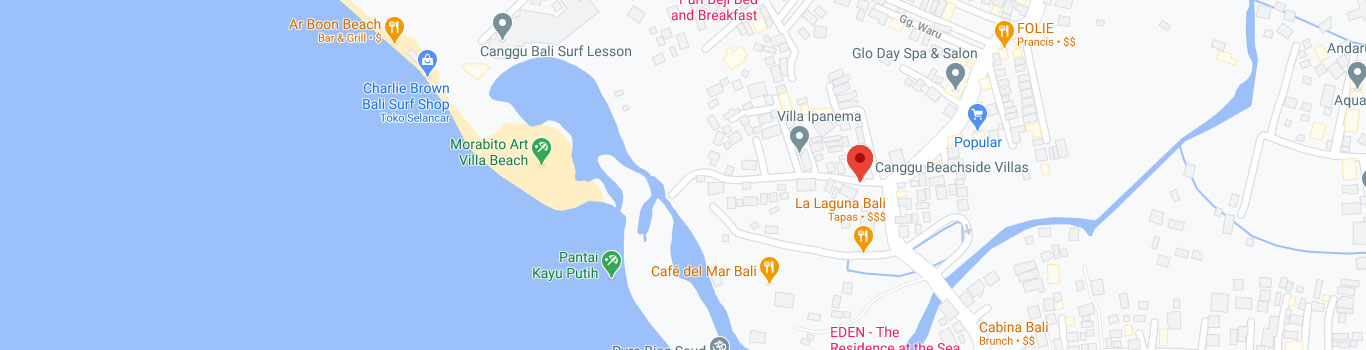 Puri Beji Bed
and Breakfast
Ar Boon Beach
Bar & Grill • $
Canggu Bali Surf Lesson
Gg. Waru
FOLIE
Prancis • $$
Glo Day Spa & Salon
Andar
Charlie Brown
Bali Surf Shop
Toko Selancar
Aqua
Villa Ipanema
Popular
Morabito Art
Villa Beach
Canggu Beachside Villas
La Laguna Bali
Tapas • $$$
Pantai
Kayu Putih
Café del Mar Bali
EDEN - The
Residence at the Sea
Cabina Bali
Brunch • $$